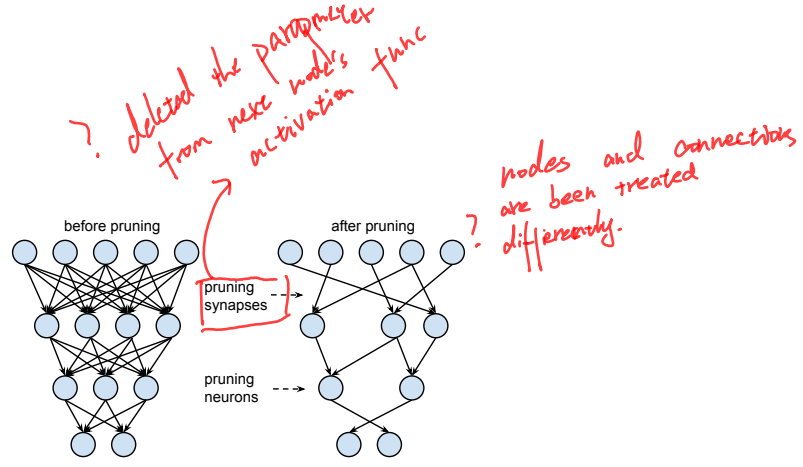 ? deleted the parameter
from next node's
activation func
nodes and connections
? are been treated
differently.
before pruning
after pruning
pruning
synapses
pruning
neurons